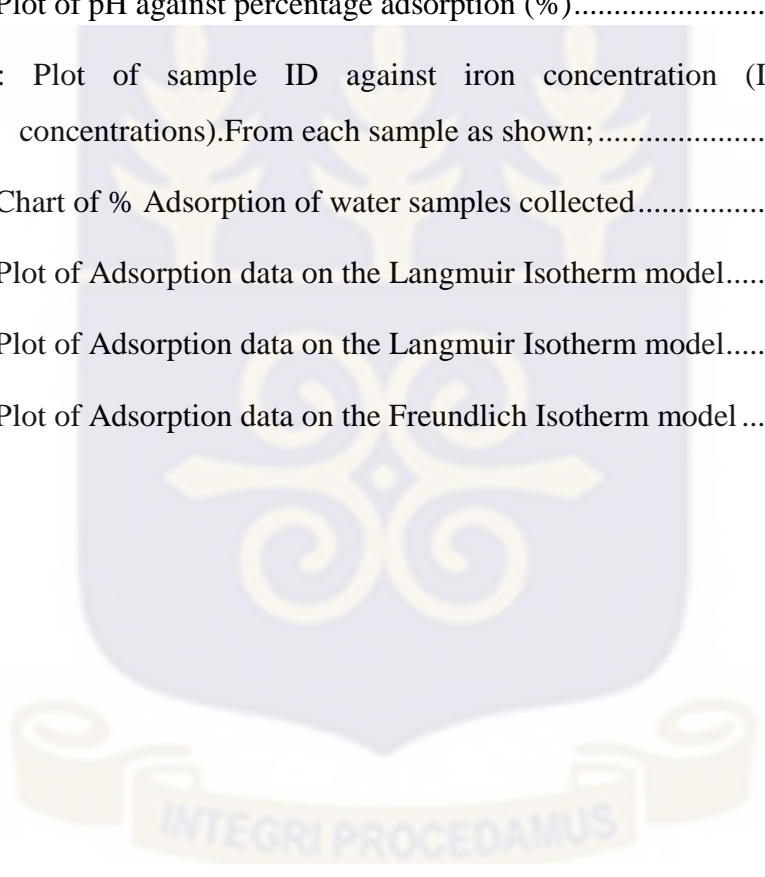 Plot of pH against percentage adsorption (%)........................
: Plot of sample ID against iron concentration (I
concentrations).From each sample as shown;.....................
Chart of % Adsorption of water samples collected................
Plot of Adsorption data on the Langmuir Isotherm model.....
Plot of Adsorption data on the Langmuir Isotherm model.....
Plot of Adsorption data on the Freundlich Isotherm model ...
INTEGRI PROCEDAMUS